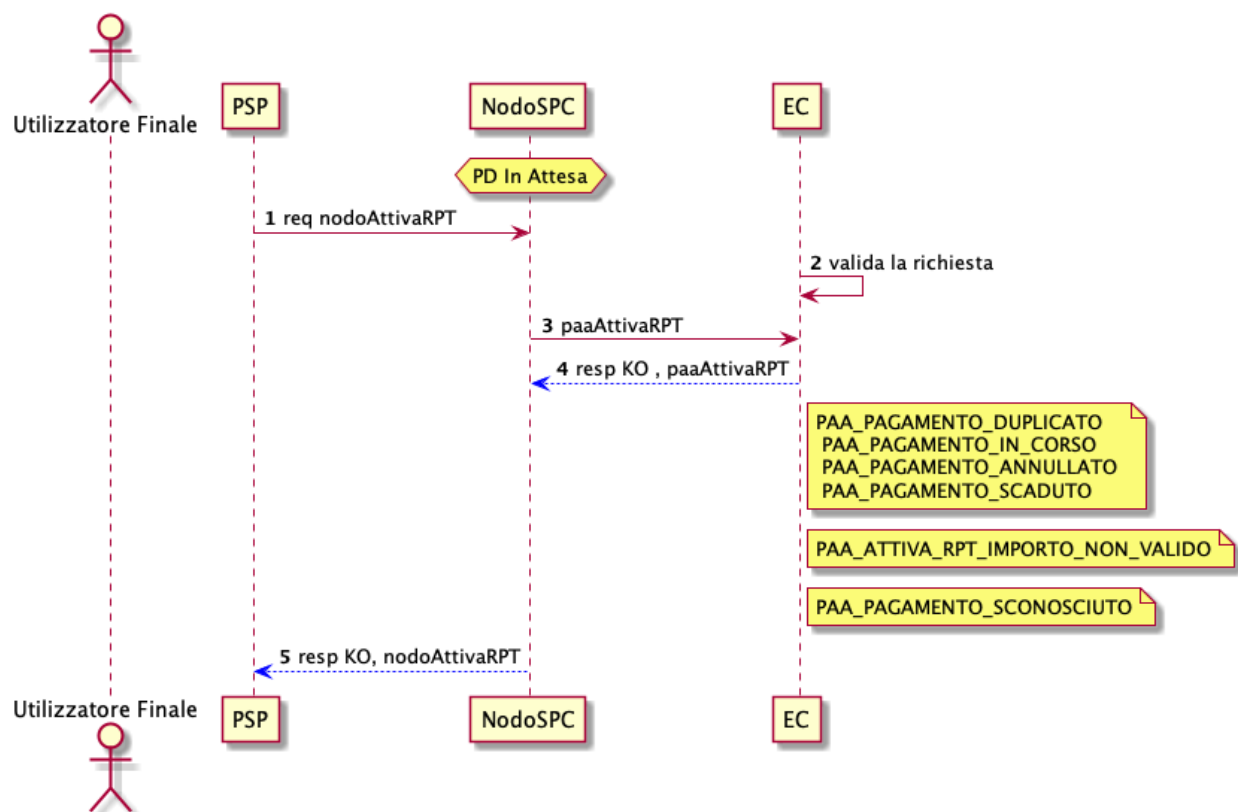 Utilizzatore Finale
PSP
NodoSPC
EC
PD In Attesa
1 req nodoAttivaRPT
2 valida la richiesta
3 paaAttivaRPT
4 resp KO , paaAttivaRPT
PAA_PAGAMENTO_DUPLICATO
PAA_PAGAMENTO_IN_CORSO
PAA_PAGAMENTO_ANNULLATO
PAA_PAGAMENTO_SCADUTO
PAA_ATTIVA_RPT_IMPORTO_NON_VALIDO
PAA_PAGAMENTO_SCONOSCIUTO
5 resp KO, nodoAttivaRPT
Utilizzatore Finale
PSP
NodoSPC
EC